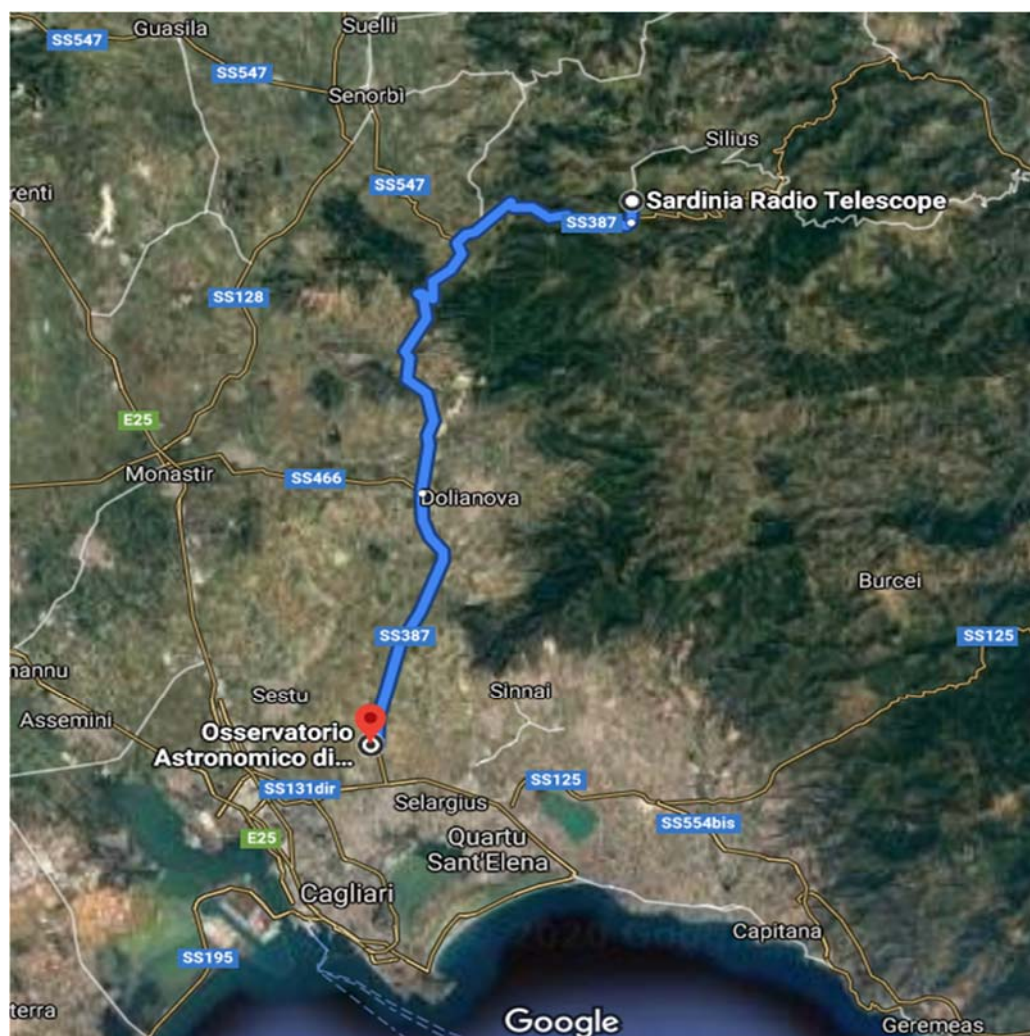 Guasila
Suelli
SS547
SS547
Senorbì
Silius
SS547
renti
Sardinia Radio Telescope
SS387
SS128
E25
Monastir
SS466
Dolianova
Burcei
SS387
SS125
nannu
Sestu
Sinnai
Assemini
Osservatorio
Astronomico di...
SS131dir
SS125
Selargius
SS554bis
E25
Quartu
Sant'Elena
Cagliari
Capitana
SS195
terra
Google
Geremeas